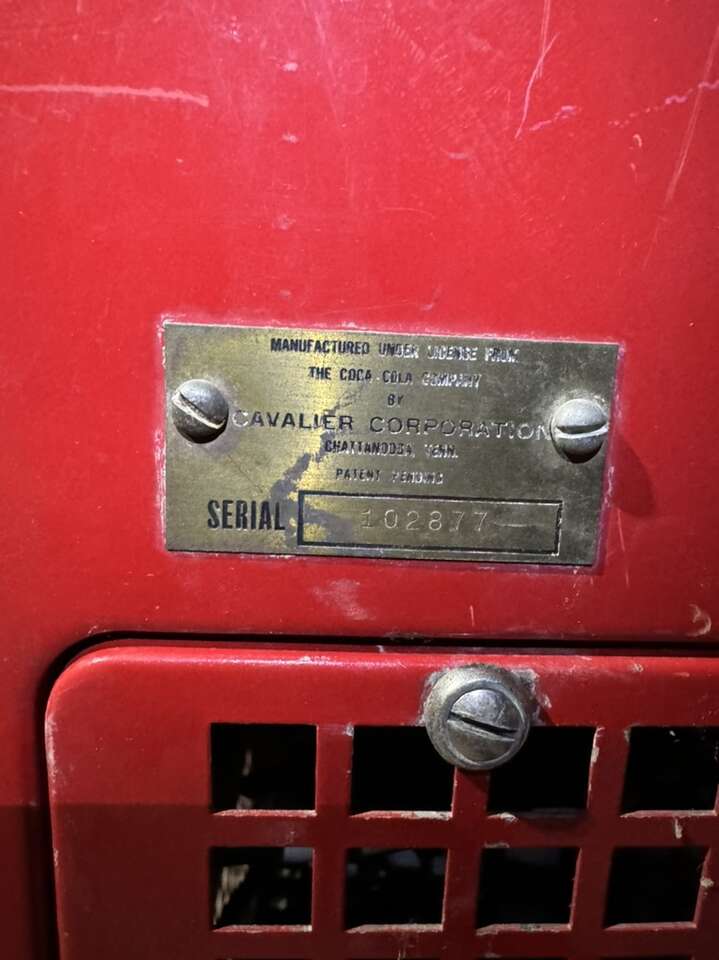 MANUFACTURED UNDER LICENSE FROM
THE COCA-COLA COMPANY
BY
CAVALIER CORPORATION
CHATTANOOGA, TENN.
PATENT PENDING
SERIAL 102877